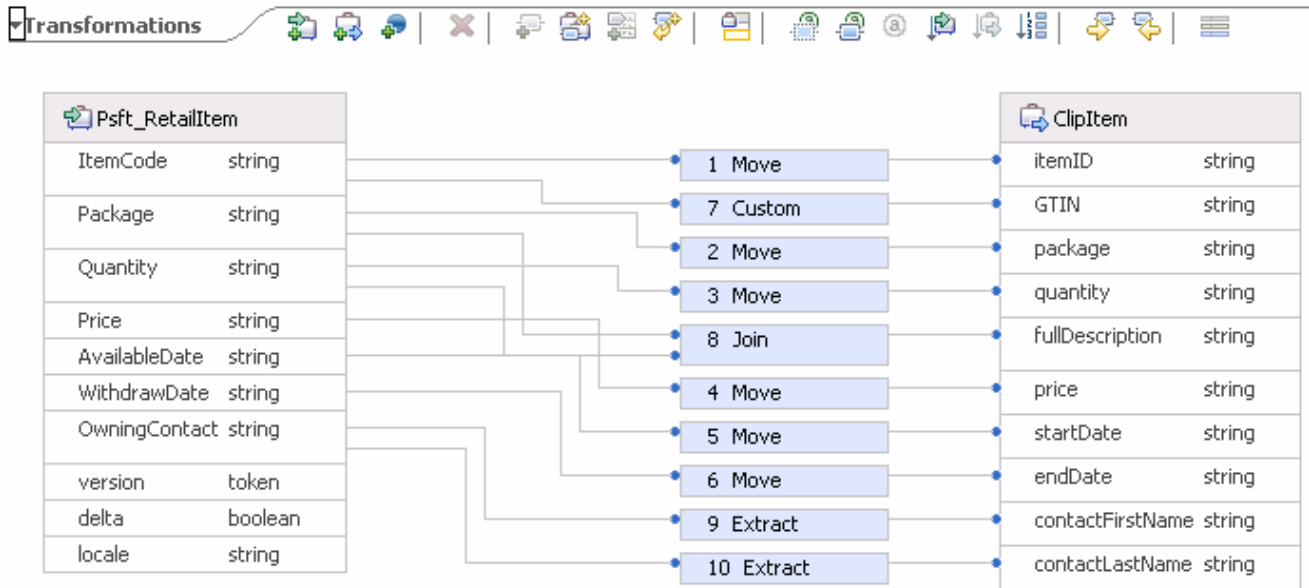 Transformations
Psft_RetailItem
ItemCode string
Package string
Quantity string
Price string
AvailableDate string
WithdrawDate string
OwningContact string
version token
delta boolean
locale string
1 Move
7 Custom
2 Move
3 Move
8 Join
4 Move
5 Move
6 Move
9 Extract
10 Extract
ClipItem
itemID string
GTIN string
package string
quantity string
fullDescription string
price string
startDate string
endDate string
contactFirstName string
contactLastName string